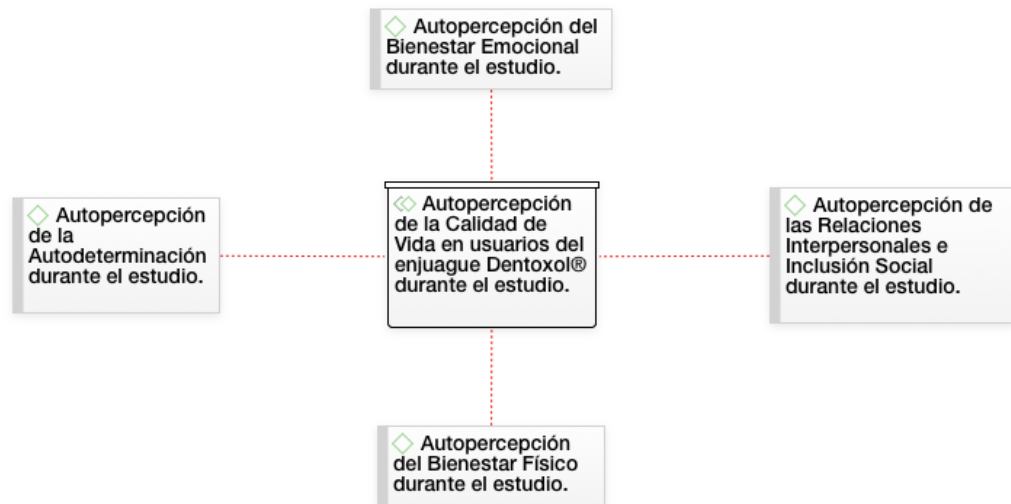 Autopercepción del
Bienestar Emocional
durante el estudio.
Autopercepción
de la
Autodeterminación
durante el estudio.
Autopercepción
de la Calidad de
Vida en usuarios del
enjuague Dentoxol®
durante el estudio.
Autopercepción de
las Relaciones
Interpersonales e
Inclusión Social
durante el estudio.
Autopercepción
del Bienestar Físico
durante el estudio.